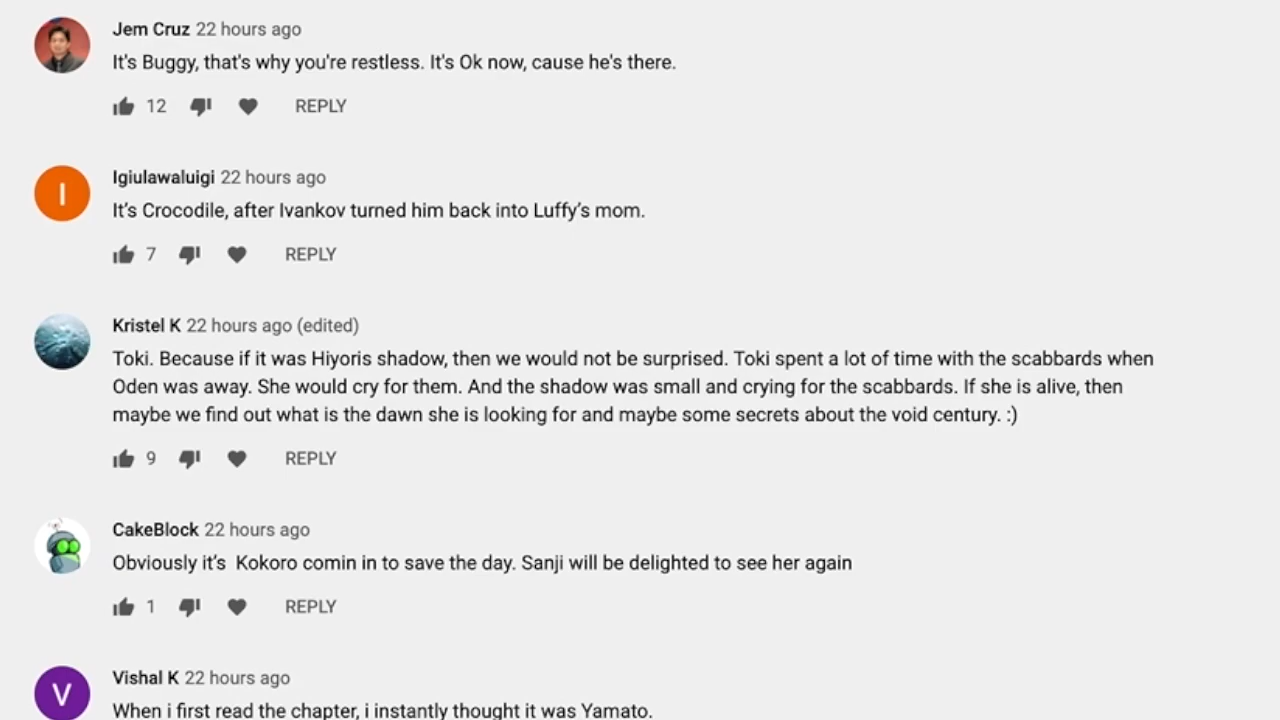 Jem Cruz 22 hours ago
It's Buggy, that's why you're restless. It's Ok now, cause he's there.
12 REPLY
I
Igiulawaluigi 22 hours ago
It’s Crocodile, after Ivankov turned him back into Luffy’s mom.
7 REPLY
Kristel K 22 hours ago (edited)
Toki. Because if it was Hiyoris shadow, then we would not be surprised. Toki spent a lot of time with the scabbards when
Oden was away. She would cry for them. And the shadow was small and crying for the scabbards. If she is alive, then
maybe we find out what is the dawn she is looking for and maybe some secrets about the void century. :)
9 REPLY
CakeBlock 22 hours ago
Obviously it’s  Kokoro comin in to save the day. Sanji will be delighted to see her again
1 REPLY
V
Vishal K 22 hours ago
When i first read the chapter, i instantly thought it was Yamato.